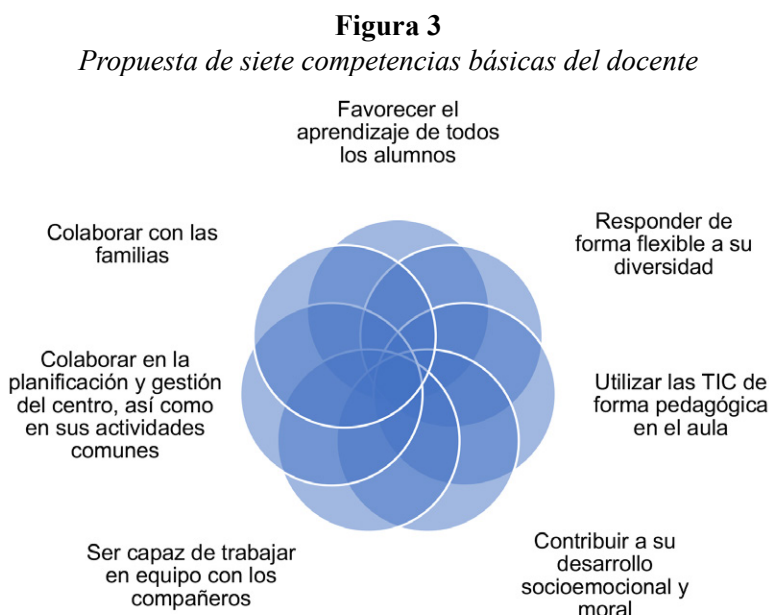 Figura 3
Propuesta de siete competencias básicas del docente
Favorecer el
aprendizaje de todos
los alumnos
Responder de
forma flexible a su
diversidad
Utilizar las TIC de
forma pedagógica
en el aula
Contribuir a su
desarrollo
socioemocional y
moral
Ser capaz de trabajar
en equipo con los
compañeros
Colaborar en la
planificación y gestión
del centro, así como
en sus actividades
comunes
Colaborar con las
familias